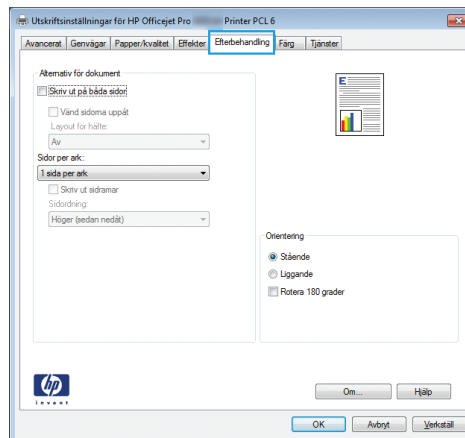 Utskriftsinställningar för HP Officejet Pro Printer PCL 6
Avancerat Genvägar Papper/kvalitet Effekter Efterbehandling Färg Tjänster
Alternativ för dokument
Skriv ut på båda sidor
Vänd sidorna uppåt
Layout för häfte:
Av
Sidor per ark:
1 sida per ark
Skriv ut sidramar
Sidordning:
Höger (sedan nedåt)
E
Orientering
Stående
Liggande
Rotera 180 grader
hp
invent
Om... Hjälp
OK Avbryt Verkställ